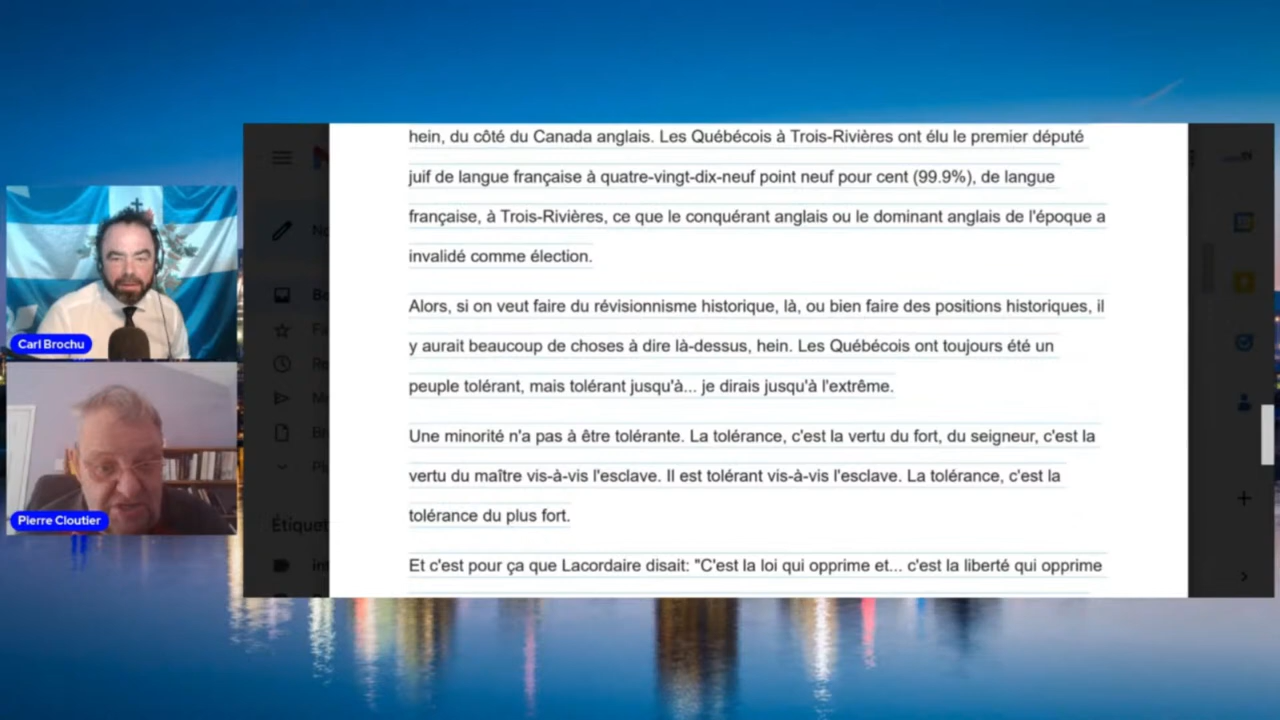 hein, du côté du Canada anglais. Les Québécois à Trois-Rivières ont élu le premier député
juif de langue française à quatre-vingt-dix-neuf point neuf pour cent (99.9%), de langue
française, à Trois-Rivières, ce que le conquérant anglais ou le dominant anglais de l'époque a
invalidé comme élection.
Alors, si on veut faire du révisionnisme historique, là, ou bien faire des positions historiques, il
y aurait beaucoup de choses à dire là-dessus, hein. Les Québécois ont toujours été un
peuple tolérant, mais tolérant jusqu'à... je dirais jusqu'à l'extrême.
Une minorité n'a pas à être tolérante. La tolérance, c'est la vertu du fort, du seigneur, c'est la
vertu du maître vis-à-vis l'esclave. Il est tolérant vis-à-vis l'esclave. La tolérance, c'est la
tolérance du plus fort.
Et c'est pour ça que Lacordaire disait: "C'est la loi qui opprime et... c'est la liberté qui opprime
Carl Brochu
Pierre Cloutier